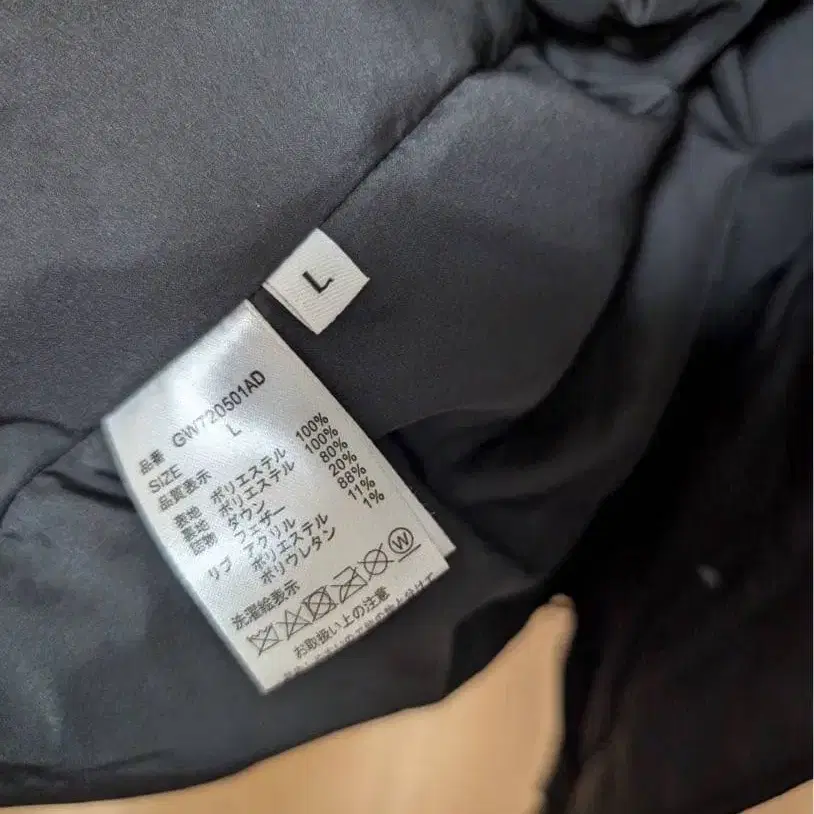 L
品番 GW720501AD
SIZE L
品質表示
表地 ポリエステル 100%
裏地 ポリエステル 100%
詰物 ダウン 80%
フェザー 20%
リブ アクリル 88%
ポリエステル 11%
ポリウレタン 1%
洗濯絵表示
W
お取扱い上の注意